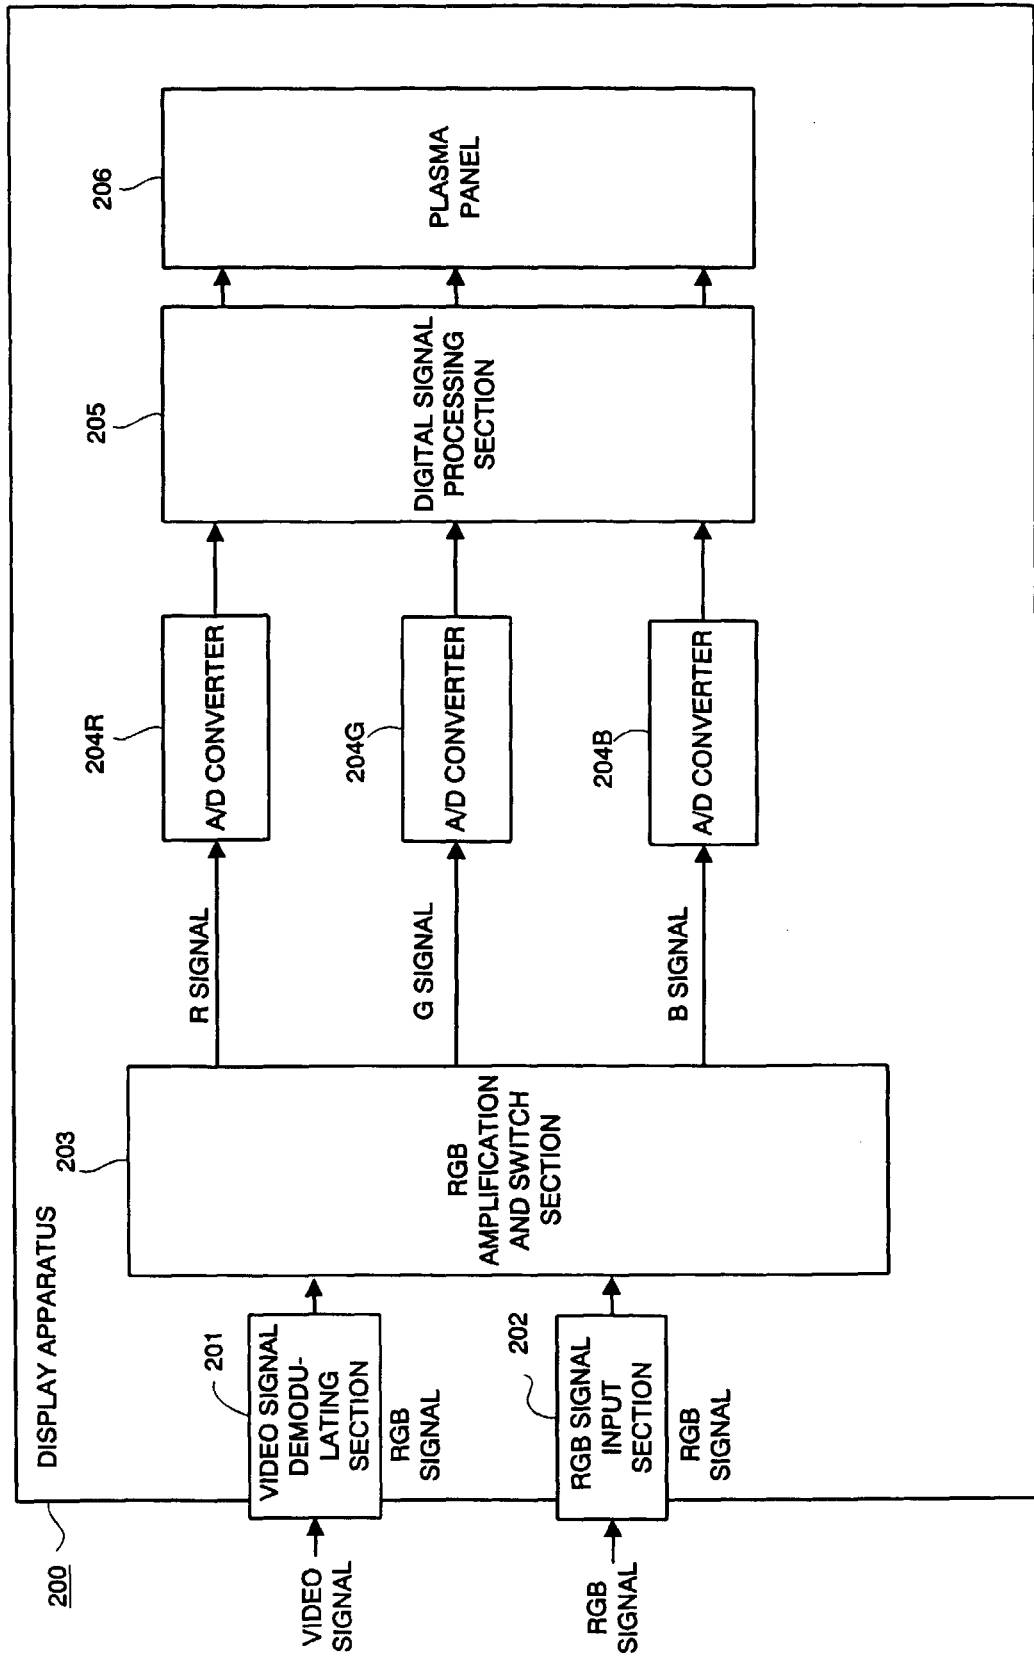 200
DISPLAY APPARATUS
VIDEO
SIGNAL
201
VIDEO SIGNAL
DEMODU-
LATING
SECTION
RGB
SIGNAL
RGB
SIGNAL
202
RGB SIGNAL
INPUT
SECTION
RGB
SIGNAL
203
RGB
AMPLIFICATION
AND SWITCH
SECTION
R SIGNAL
G SIGNAL
B SIGNAL
204R
A/D CONVERTER
204G
A/D CONVERTER
204B
A/D CONVERTER
205
DIGITAL SIGNAL
PROCESSING
SECTION
206
PLASMA
PANEL